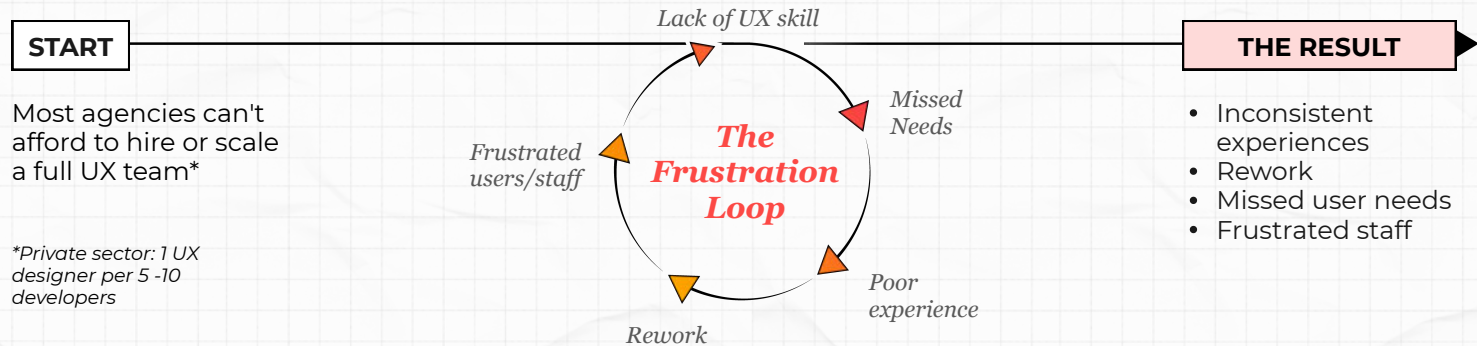 START
Most agencies can't
afford to hire or scale
a full UX team*
*Private sector: 1 UX
designer per 5 -10
developers
Lack of UX skill
Missed
Needs
Poor
experience
Rework
Frustrated
users/staff
The
Frustration
Loop
THE RESULT
• Inconsistent
experiences
• Rework
• Missed user needs
• Frustrated staff